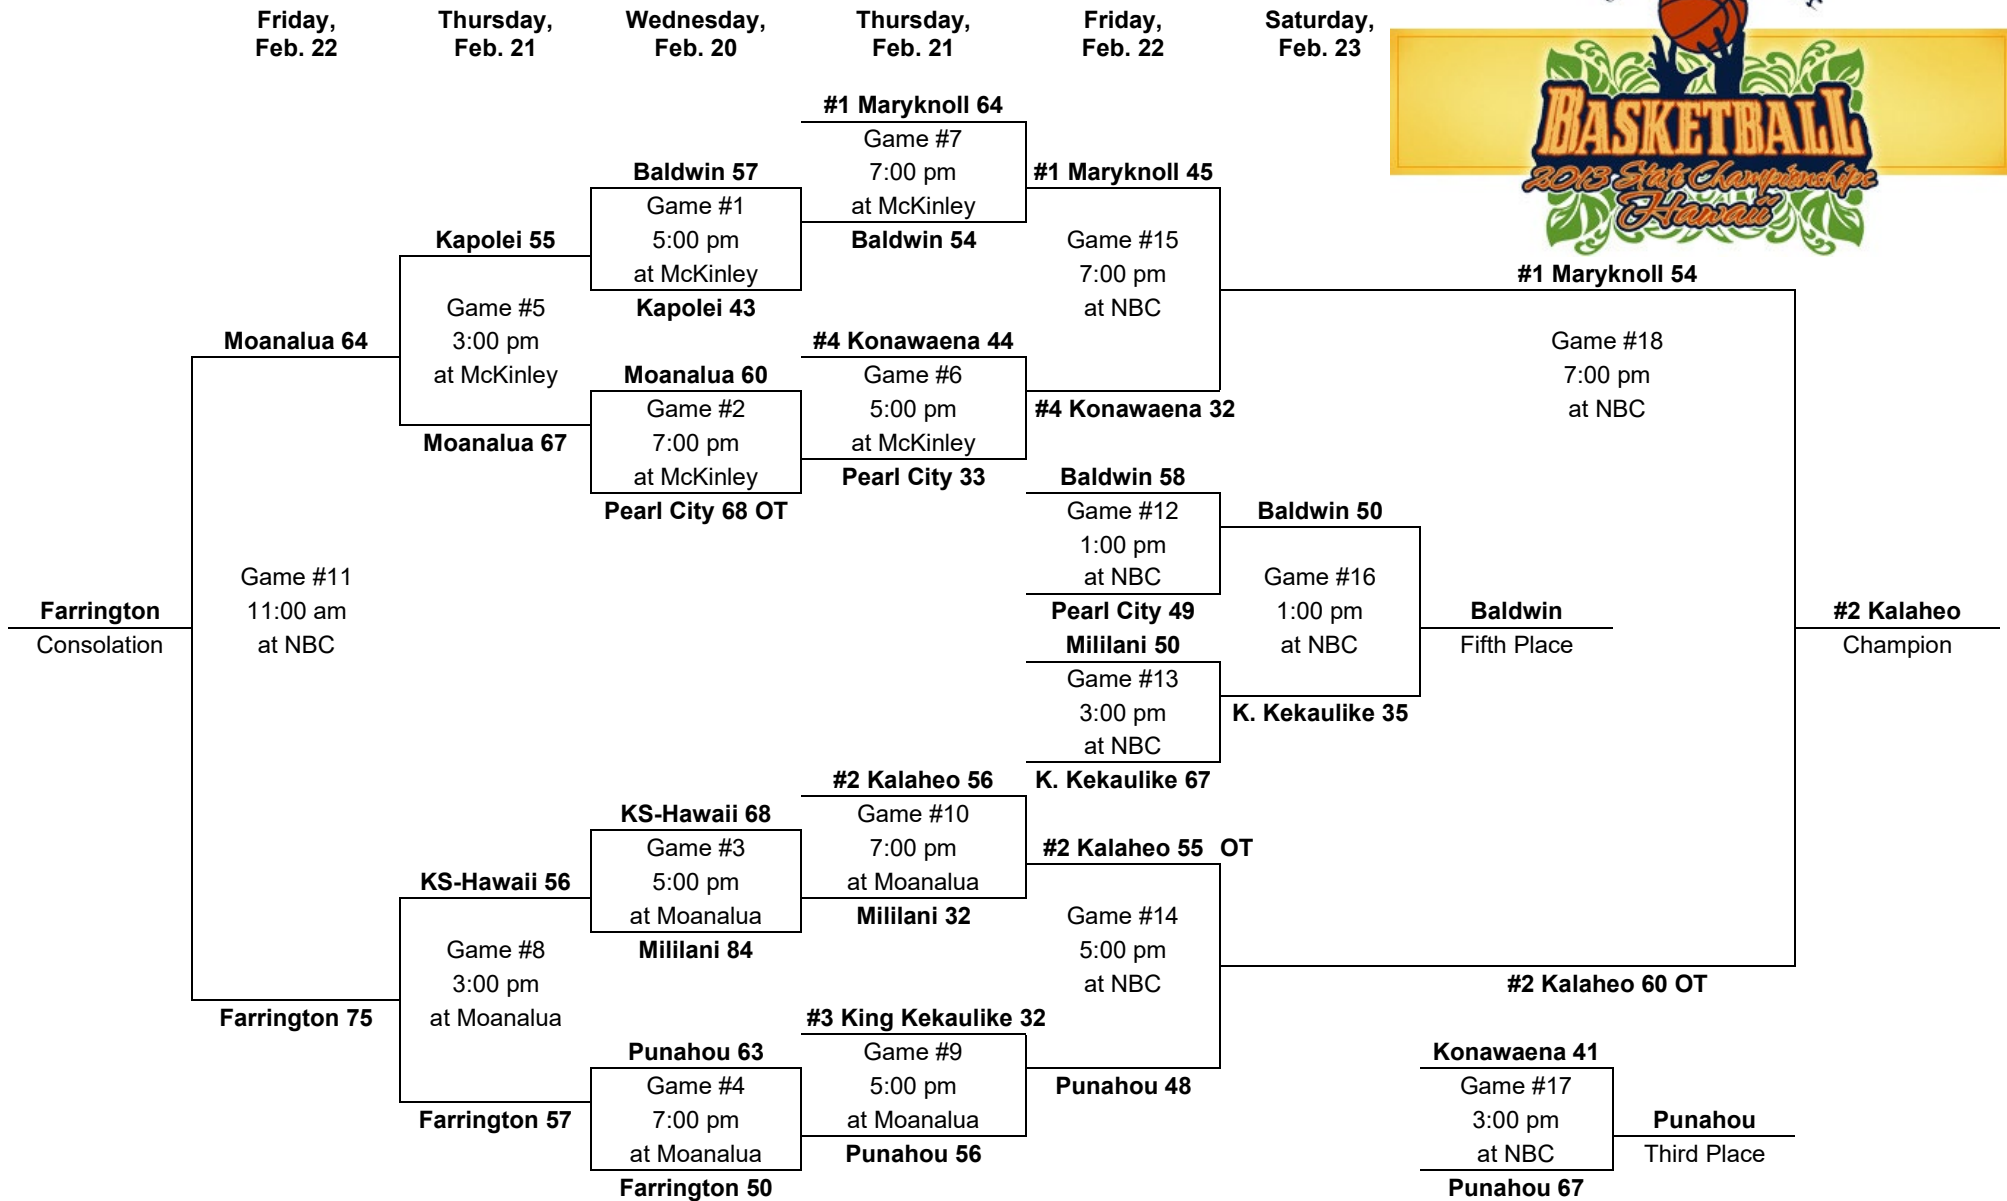 Friday, Thursday, Wednesday, Thursday, Friday, Saturday,
Feb. 22 Feb. 21 Feb. 20 Feb. 21 Feb. 22 Feb. 23
BASKETBALL
2013 State Championships
Hawaii
#1 Maryknoll 64
Game #7
Baldwin 57 7:00 pm #1 Maryknoll 45
Game #1 at McKinley
Kapolei 55 5:00 pm Baldwin 54 Game #15
at McKinley 7:00 pm #1 Maryknoll 54
Game #5 Kapolei 43 at NBC
Moanalua 64 3:00 pm #4 Konawaena 44 Game #18
at McKinley Moanalua 60 Game #6 7:00 pm
Game #2 5:00 pm #4 Konawaena 32 at NBC
Moanalua 67 7:00 pm at McKinley
at McKinley Pearl City 33 Baldwin 58
Pearl City 68 OT Game #12 Baldwin 50
1:00 pm
Game #11 at NBC Game #16
Farrington 11:00 am Pearl City 49 1:00 pm Baldwin #2 Kalaheo
Consolation at NBC Mililani 50 at NBC Fifth Place Champion
Game #13
3:00 pm K. Kekaulike 35
at NBC
#2 Kalaheo 56 K. Kekaulike 67
KS-Hawaii 68 Game #10
Game #3 7:00 pm #2 Kalaheo 55 OT
KS-Hawaii 56 5:00 pm at Moanalua
at Moanalua Mililani 32 Game #14
Game #8 Mililani 84 5:00 pm
3:00 pm at NBC #2 Kalaheo 60 OT
Farrington 75 at Moanalua #3 King Kekaulike 32
Punahou 63 Game #9 Konawaena 41
Game #4 5:00 pm Punahou 48 Game #17
Farrington 57 7:00 pm at Moanalua 3:00 pm Punahou
at Moanalua Punahou 56 at NBC Third Place
Farrington 50 Punahou 67